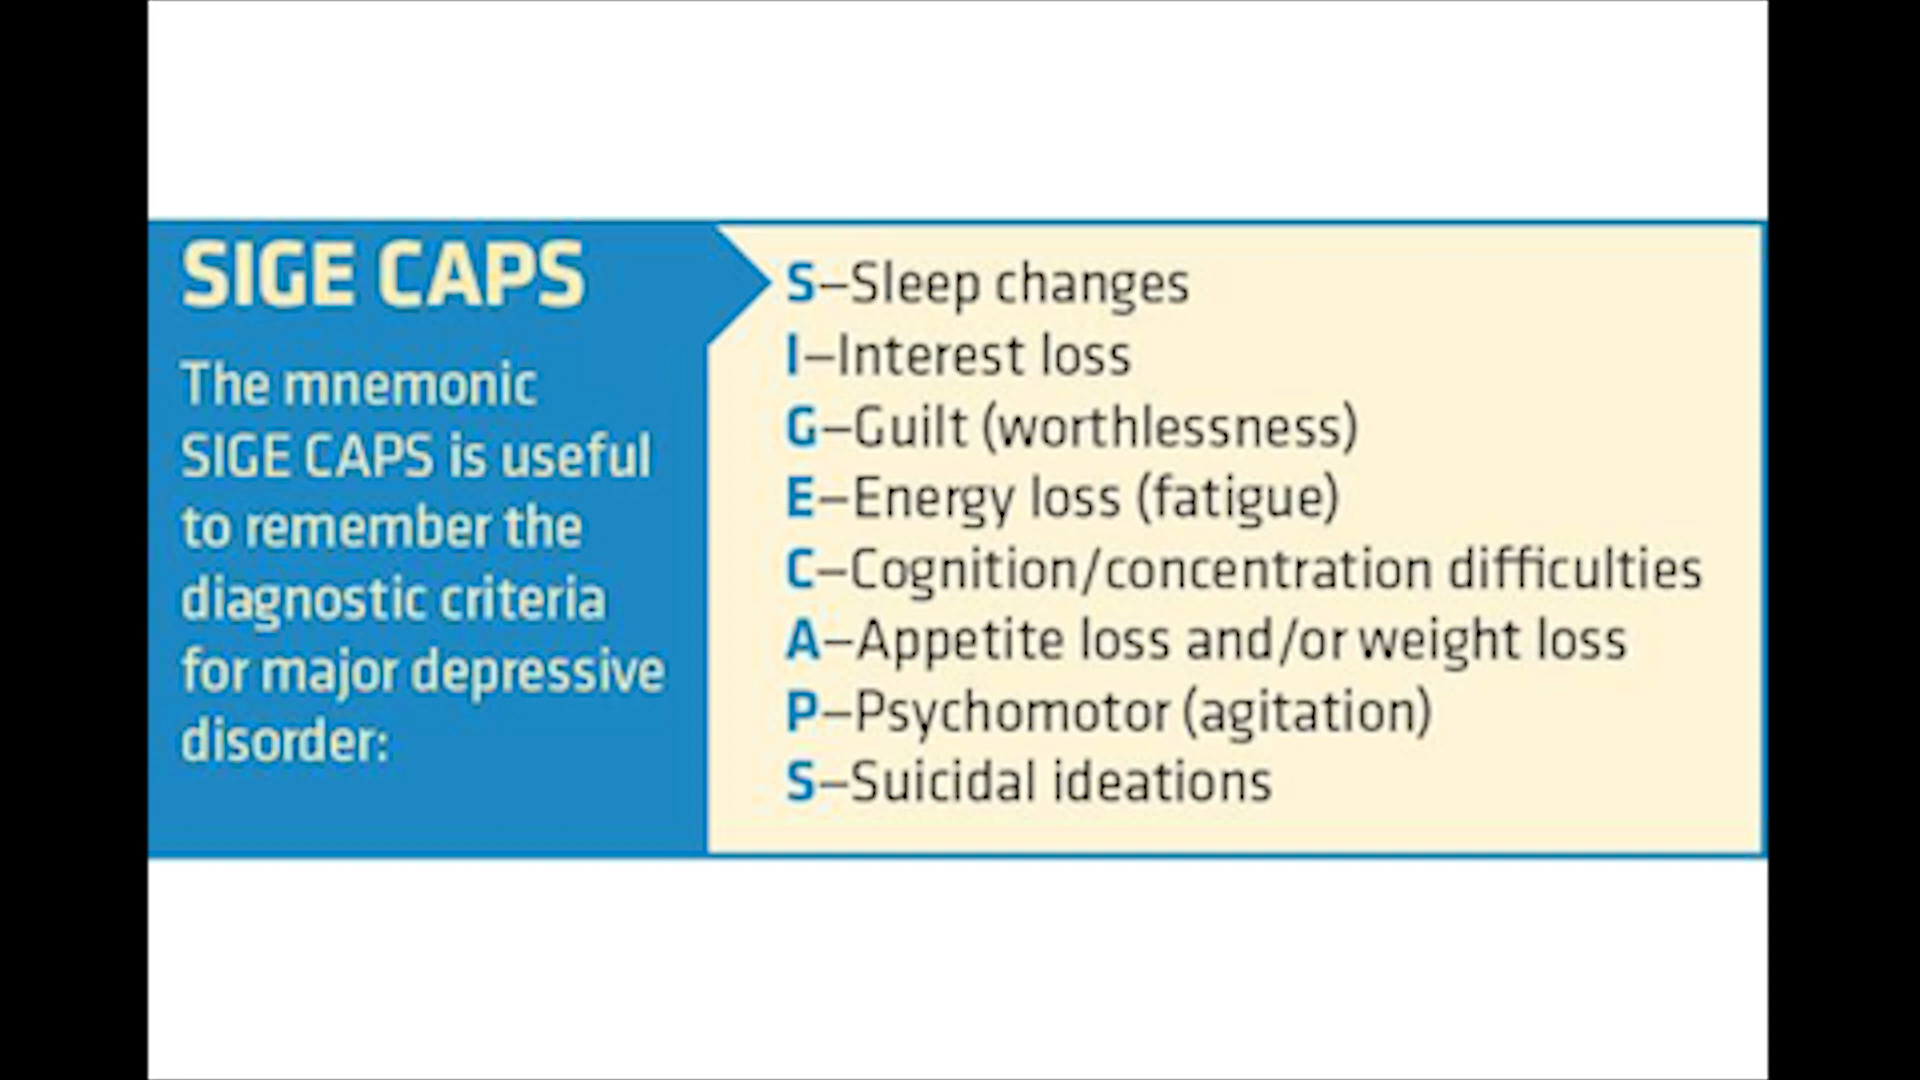 SIGE CAPS
The mnemonic
SIGE CAPS is useful
to remember the
diagnostic criteria
for major depressive
disorder:
S–Sleep changes
I–Interest loss
G–Guilt (worthlessness)
E–Energy loss (fatigue)
C–Cognition/concentration difficulties
A–Appetite loss and/or weight loss
P–Psychomotor (agitation)
S–Suicidal ideations